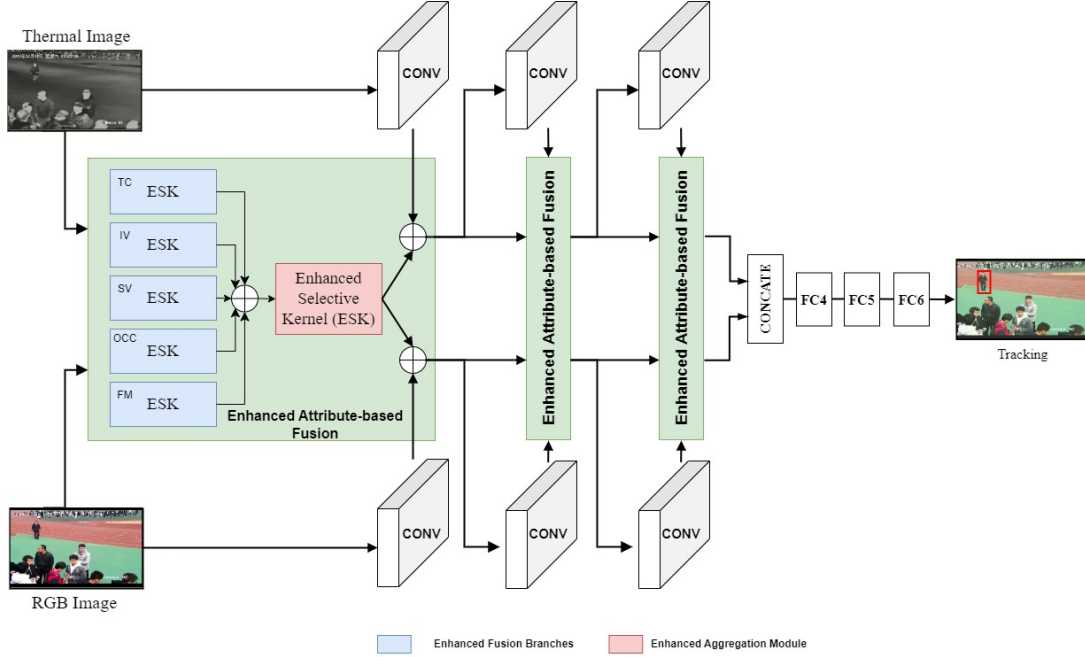 Thermal Image
CONV
CONV
CONV
TC
ESK
IV
ESK
SV
ESK
OCC
ESK
FM
ESK
Enhanced
Selective
Kernel (ESK)
Enhanced Attribute-based
Fusion
Enhanced Attribute-based Fusion
Enhanced Attribute-based Fusion
CONCATE
FC4
FC5
FC6
Tracking
CONV
CONV
CONV
RGB Image
Enhanced Fusion Branches
Enhanced Aggregation Module